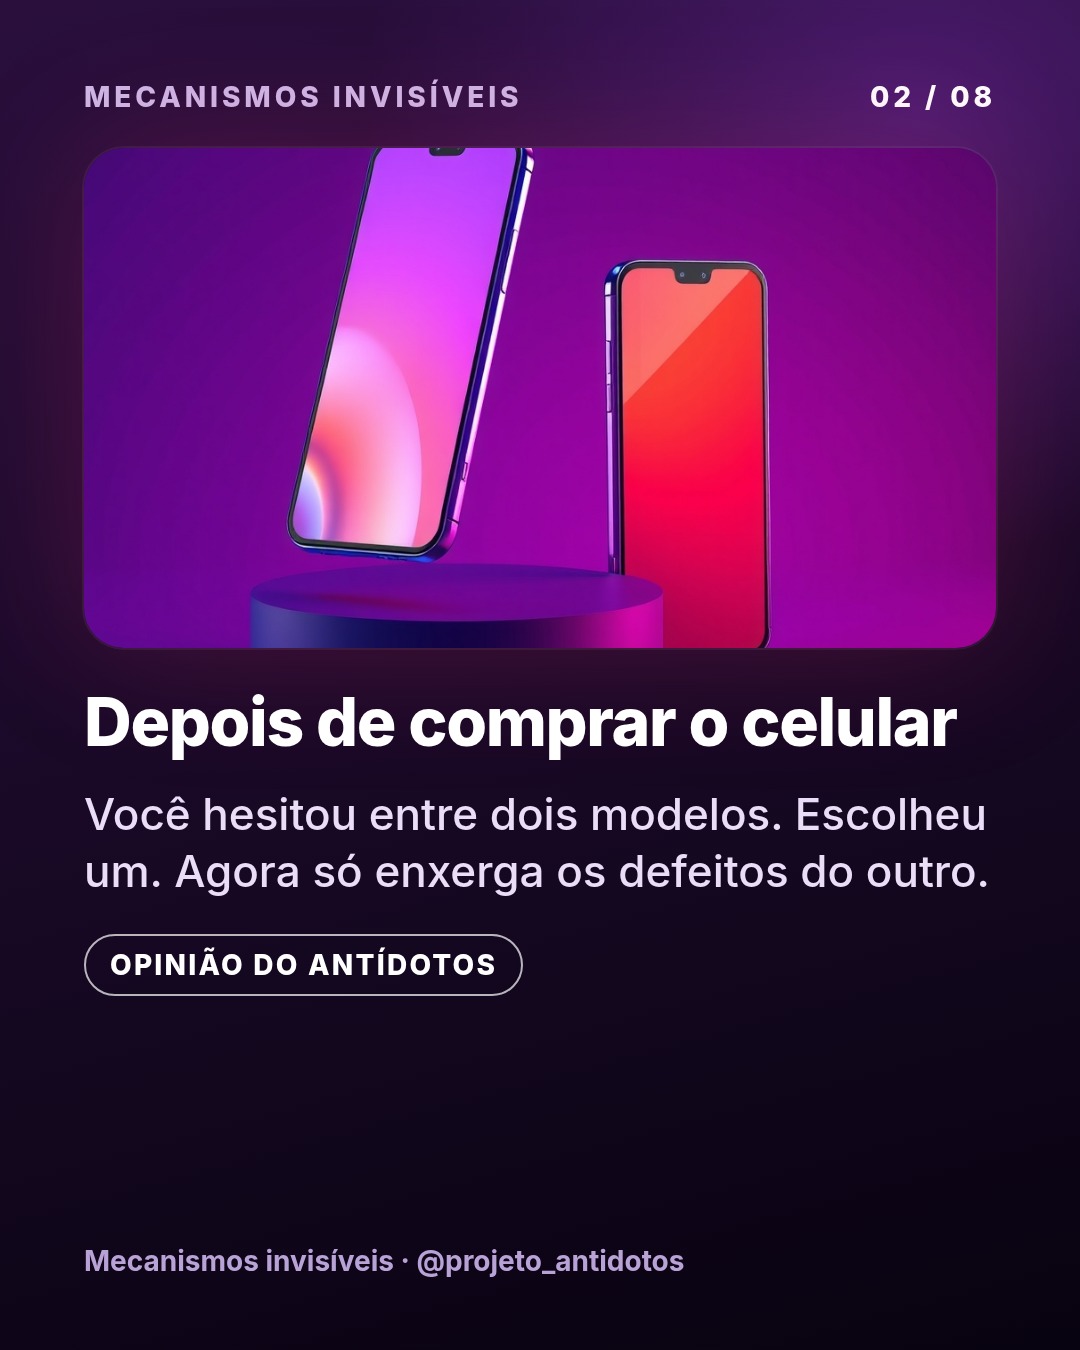 MECANISMOS INVISÍVEIS
02 / 08
Depois de comprar o celular
Você hesitou entre dois modelos. Escolheu
um. Agora só enxerga os defeitos do outro.
OPINIÃO DO ANTÍDOTOS
Mecanismos invisíveis · @projeto_antidotos